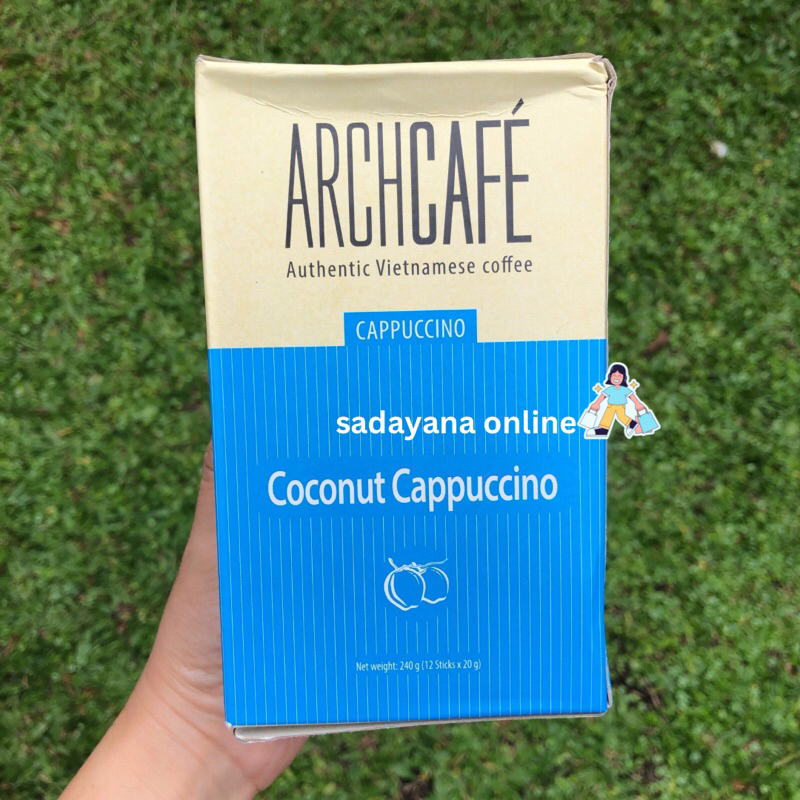 ARCHCAFÉ
Authentic Vietnamese coffee
CAPPUCCINO
sadayana online
Coconut Cappuccino
Net weight: 240 g (12 Sticks x 20 g)